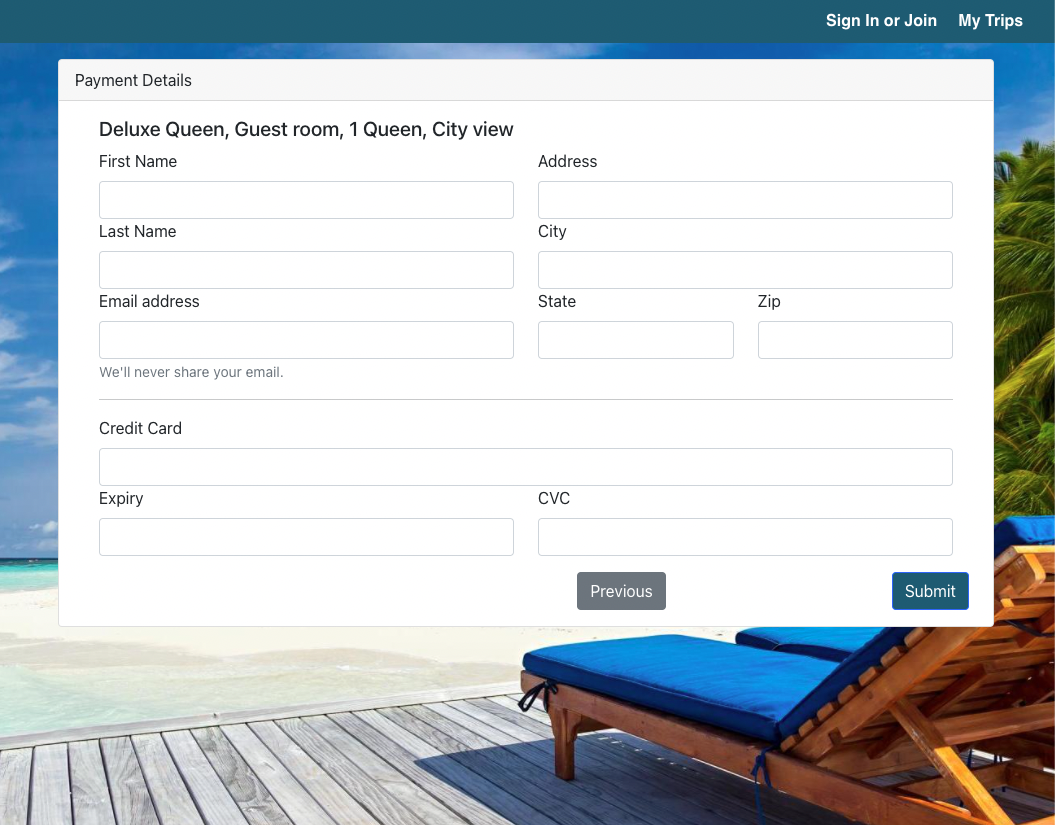 Sign In or Join My Trips
Payment Details
Deluxe Queen, Guest room, 1 Queen, City view
First Name
Address
Last Name
City
Email address
State
Zip
We'll never share your email.
Credit Card
Expiry
CVC
Previous
Submit